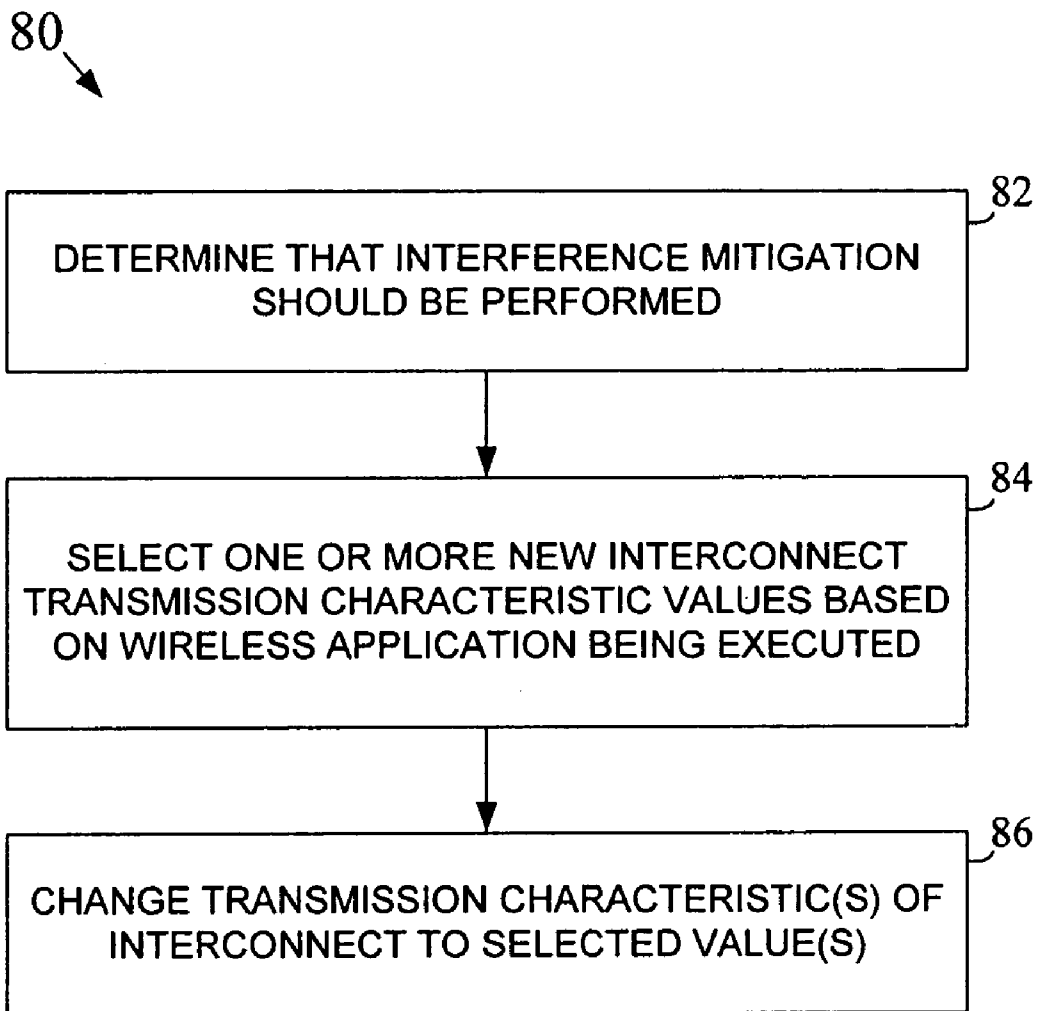 80
82
DETERMINE THAT INTERFERENCE MITIGATION
SHOULD BE PERFORMED
84
SELECT ONE OR MORE NEW INTERCONNECT
TRANSMISSION CHARACTERISTIC VALUES BASED
ON WIRELESS APPLICATION BEING EXECUTED
86
CHANGE TRANSMISSION CHARACTERISTIC(S) OF
INTERCONNECT TO SELECTED VALUE(S)